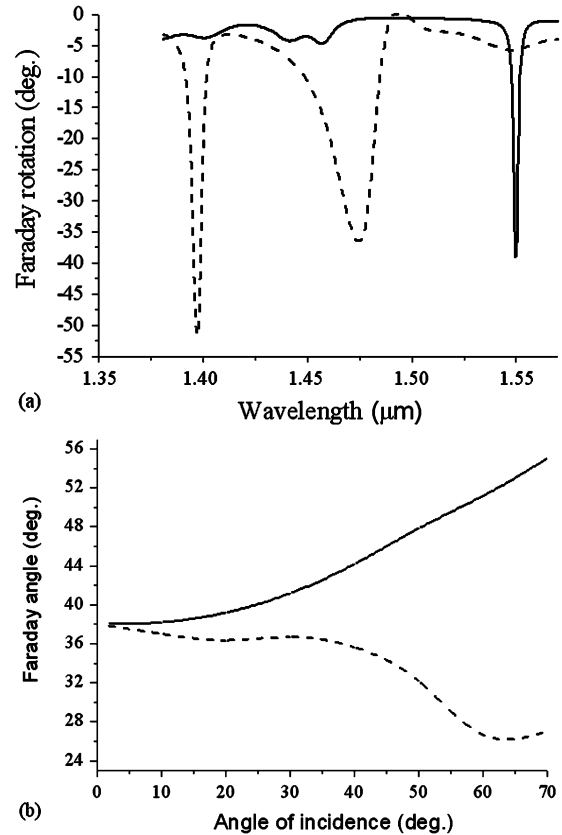 0
-5
-10
-15
-20
-25
-30
-35
-40
-45
-50
-55
Faraday rotation (deg.)
1.35 1.40 1.45 1.50 1.55
Wavelength (μm)
(a)
56
52
48
44
40
36
32
28
24
Faraday angle (deg.)
0 10 20 30 40 50 60 70
Angle of incidence (deg.)
(b)